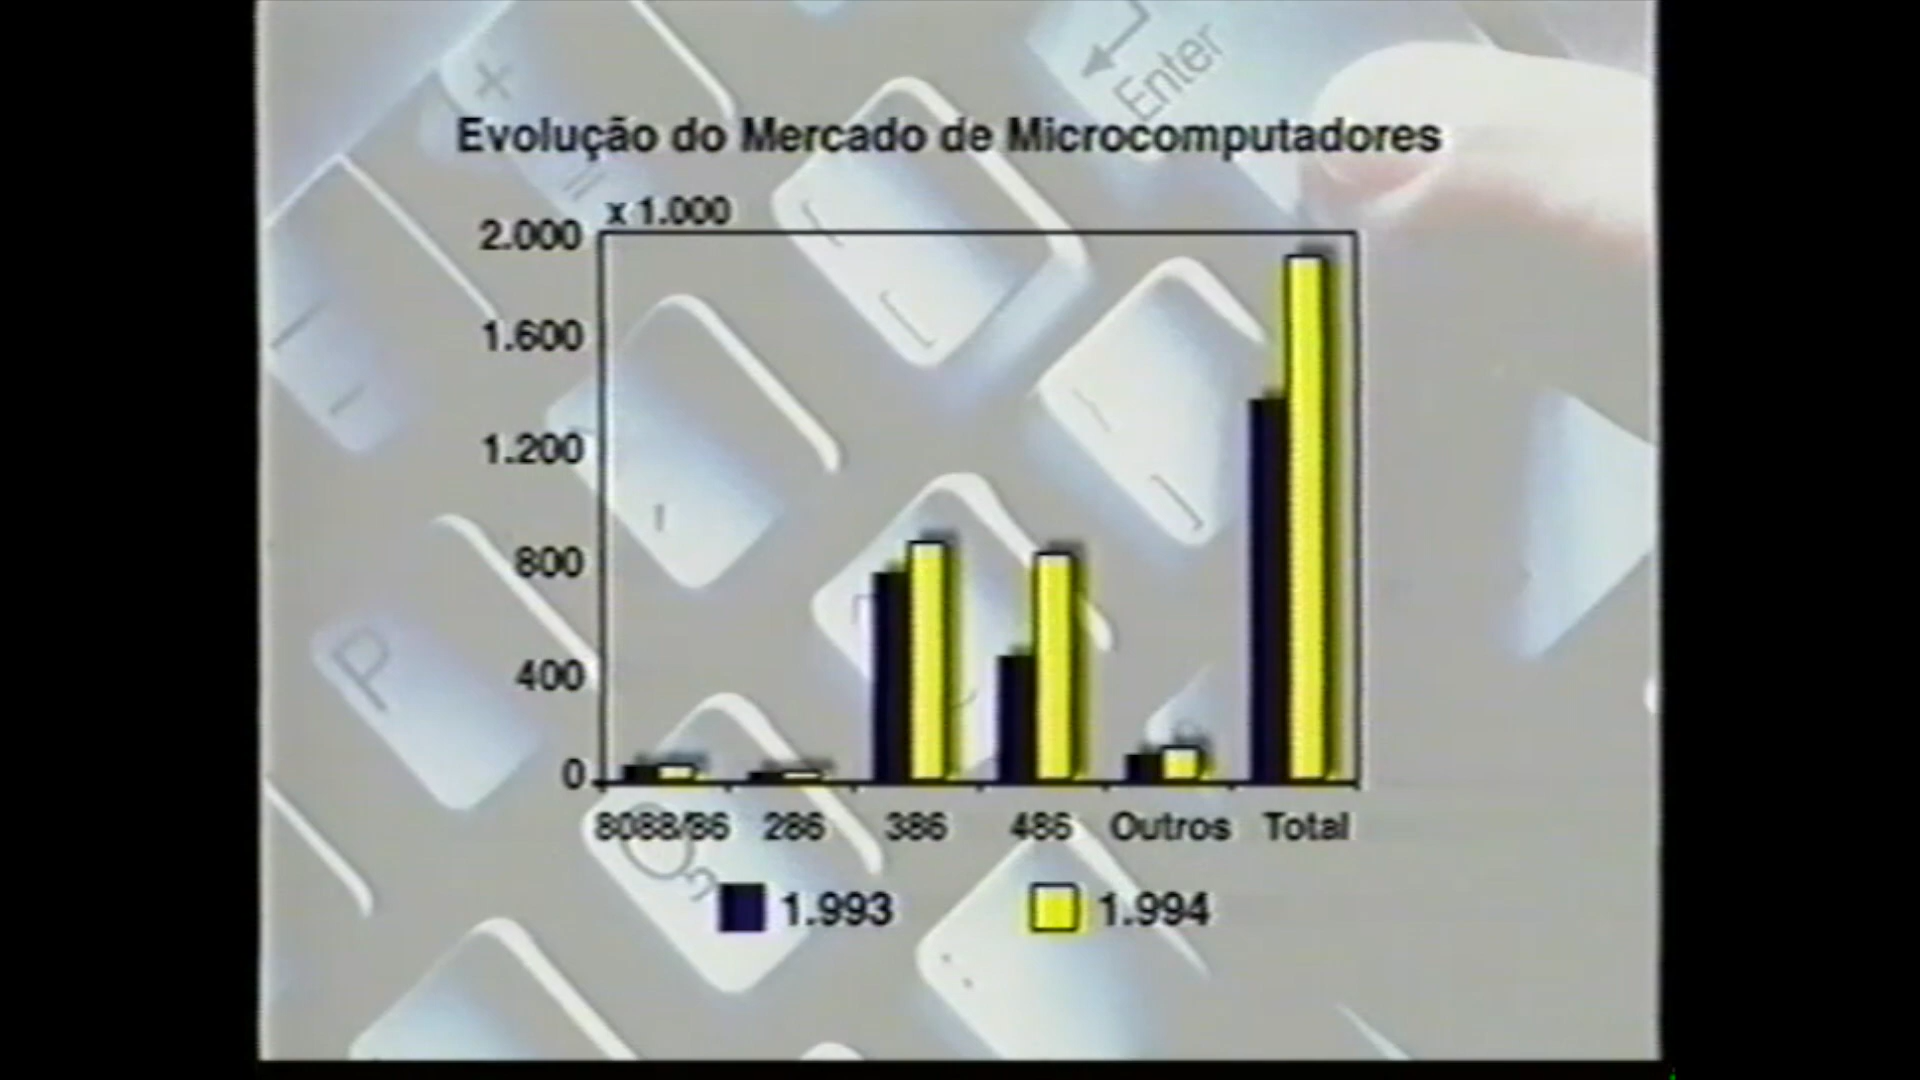 Enter
Evolução do Mercado de Microcomputadores
x 1.000
2.000
1.600
1.200
800
400
0
P
8088/86 286 386 486 Outros Total
1.993 1.994